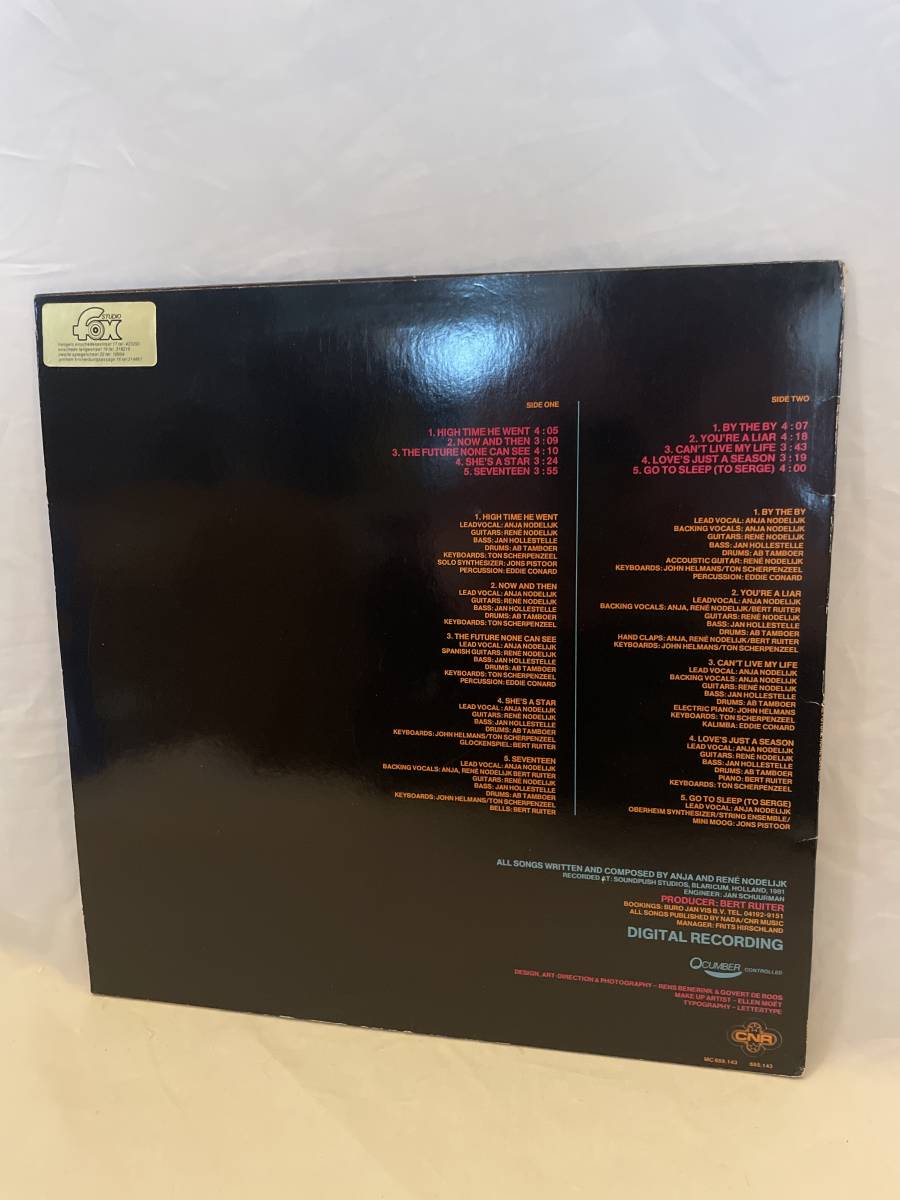 STUDIO
fox
SIDE ONE
1. HIGH TIME HE WENT 4:05
2. NOW AND THEN 3:09
3. THE FUTURE NONE CAN SEE 4:10
4. SHE'S A STAR 3:24
5. SEVENTEEN 3:55
1. HIGH TIME HE WENT
LEADVOCAL: ANJA NODELIJK
GUITARS: RENÉ NODELIJK
BASS: JAN HOLLESTELLE
DRUMS: AB TAMBOER
KEYBOARDS: TON SCHERPENZEEL
SOLO SYNTHESIZER: JONS PISTOOR
PERCUSSION: EDDIE CONARD
2. NOW AND THEN
LEAD VOCAL: ANJA NODELIJK
GUITARS: RENÉ NODELIJK
BASS: JAN HOLLESTELLE
DRUMS: AB TAMBOER
KEYBOARDS: TON SCHERPENZEEL
3. THE FUTURE NONE CAN SEE
LEAD VOCAL: ANJA NODELIJK
SPANISH GUITARS: RENÉ NODELIJK
BASS: JAN HOLLESTELLE
DRUMS: AB TAMBOER
KEYBOARDS: TON SCHERPENZEEL
PERCUSSION: EDDIE CONARD
4. SHE'S A STAR
LEAD VOCAL: ANJA NODELIJK
GUITARS: RENÉ NODELIJK
BASS: JAN HOLLESTELLE
DRUMS: AB TAMBOER
KEYBOARDS: JOHN HELMANS/TON SCHERPENZEEL
GLOCKENSPIEL: BERT RUITER
5. SEVENTEEN
LEAD VOCAL: ANJA NODELIJK
BACKING VOCALS: ANJA, RENÉ NODELIJK BERT RUITER
GUITARS: RENÉ NODELIJK
BASS: JAN HOLLESTELLE
DRUMS: AB TAMBOER
KEYBOARDS: JOHN HELMANS/TON SCHERPENZEEL
BELLS: BERT RUITER
SIDE TWO
1. BY THE BY 4:07
2. YOU'RE A LIAR 4:18
3. CAN'T LIVE MY LIFE 3:43
4. LOVE'S JUST A SEASON 3:19
5. GO TO SLEEP (TO SERGE) 4:00
1. BY THE BY
LEAD VOCAL: ANJA NODELIJK
BACKING VOCALS: ANJA NODELIJK
GUITARS: RENÉ NODELIJK
BASS: JAN HOLLESTELLE
DRUMS: AB TAMBOER
ACCOUSTIC GUITAR: RENÉ NODELIJK
KEYBOARDS: JOHN HELMANS/TON SCHERPENZEEL
PERCUSSION: EDDIE CONARD
2. YOU'RE A LIAR
LEADVOCAL: ANJA NODELIJK
BACKING VOCALS: ANJA, RENÉ NODELIJK/BERT RUITER
GUITARS: RENÉ NODELIJK
BASS: JAN HOLLESTELLE
DRUMS: AB TAMBOER
HAND CLAPS: ANJA, RENÉ NODELIJK/BERT RUITER
KEYBOARDS: JOHN HELMANS/TON SCHERPENZEEL
3. CAN'T LIVE MY LIFE
LEAD VOCAL: ANJA NODELIJK
BACKING VOCALS: ANJA NODELIJK
GUITARS: RENÉ NODELIJK
BASS: JAN HOLLESTELLE
DRUMS: AB TAMBOER
ELECTRIC PIANO: JOHN HELMANS
KEYBOARDS: TON SCHERPENZEEL
KALIMBA: EDDIE CONARD
4. LOVE'S JUST A SEASON
LEAD VOCAL: ANJA NODELIJK
GUITARS: RENÉ NODELIJK
BASS: JAN HOLLESTELLE
DRUMS: AB TAMBOER
PIANO: BERT RUITER
KEYBOARDS: TON SCHERPENZEEL
5. GO TO SLEEP (TO SERGE)
LEAD VOCAL: ANJA NODELIJK
OBERHEIM SYNTHESIZER/STRING ENSEMBLE/
MINI MOOG: JONS PISTOOR
ALL SONGS WRITTEN AND COMPOSED BY ANJA AND RENÉ NODELIJK
RECORDED AT: SOUNDPUSH STUDIOS, BLARICUM, HOLLAND, 1981
ENGINEER: JAN SCHUURMAN
PRODUCER: BERT RUITER
BOOKINGS: BURO JAN VIS B.V. TEL. 04192-9151
ALL SONGS PUBLISHED BY NADA/CNR MUSIC
MANAGER: FRITS HIRSCHLAND
DIGITAL RECORDING
QCUMBER CONTROLLED
DESIGN, ART-DIRECTION & PHOTOGRAPHY – RENS BENERINK & GOVERT DE ROOS
MAKE UP ARTIST – ELLEN MOËT
TYPOGRAPHY – LETTERTYPE
CNR
MC 655.143 655.143